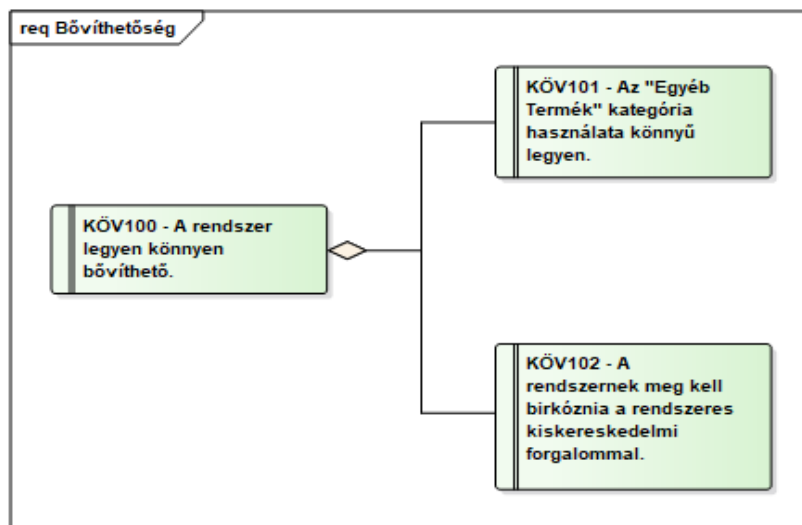 req Bővíthetőség
KÖV101 - Az "Egyéb
Termék" kategória
használata könnyű
legyen.
KÖV100 - A rendszer
legyen könnyen
bővíthető.
KÖV102 - A
rendszernek meg kell
birkóznia a rendszeres
kiskereskedelmi
forgalommal.